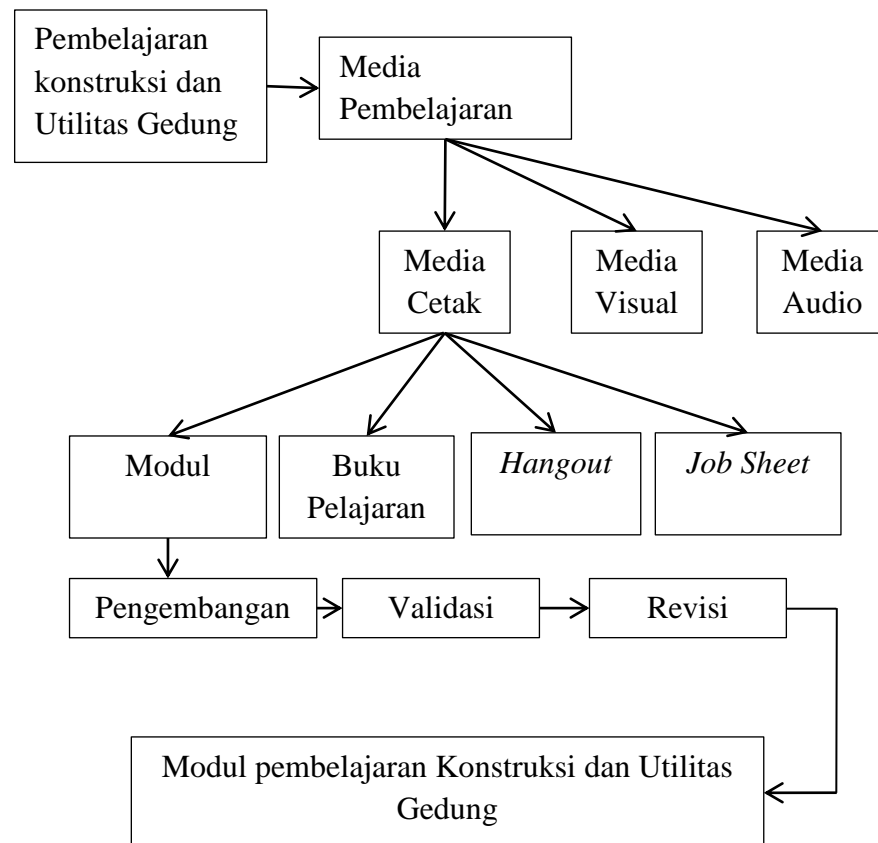 Pembelajaran
konstruksi dan
Utilitas Gedung
Media
Pembelajaran
Media
Cetak
Media
Visual
Media
Audio
Modul
Buku
Pelajaran
Hangout
Job Sheet
Pengembangan
Validasi
Revisi
Modul pembelajaran Konstruksi dan Utilitas
Gedung